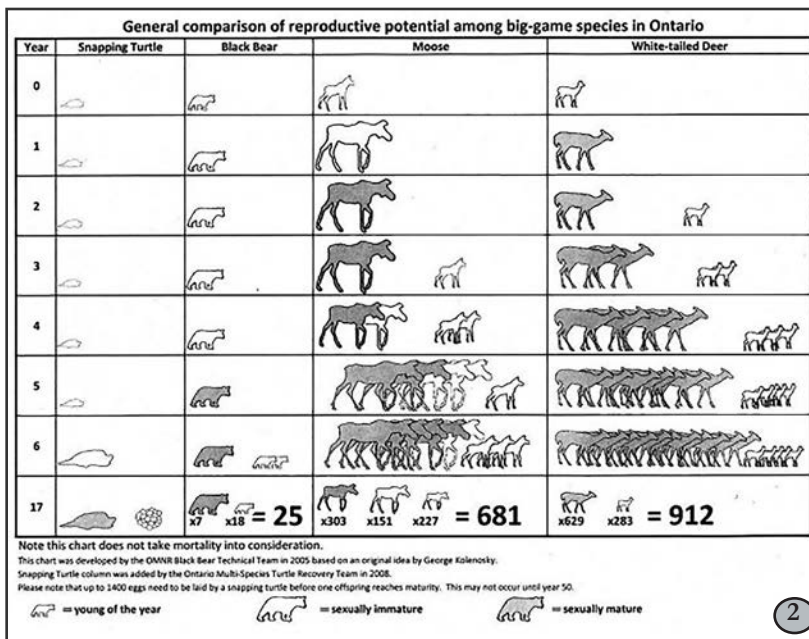 General comparison of reproductive potential among big-game species in Ontario
Year Snapping Turtle Black Bear Moose White-tailed Deer
0
1
2
3
4
5
6
17 x7 x18 = 25 x303 x151 x227 = 681 x629 x283 = 912
Note this chart does not take mortality into consideration.
This chart was developed by the OMNR Black Bear Technical Team in 2005 based on an original idea by George Kolenosky.
Snapping Turtle column was added by the Ontario Multi-Species Turtle Recovery Team in 2008.
Please note that up to 1400 eggs need to be laid by a snapping turtle before one offspring reaches maturity. This may not occur until year 50.
= young of the year = sexually immature = sexually mature
2